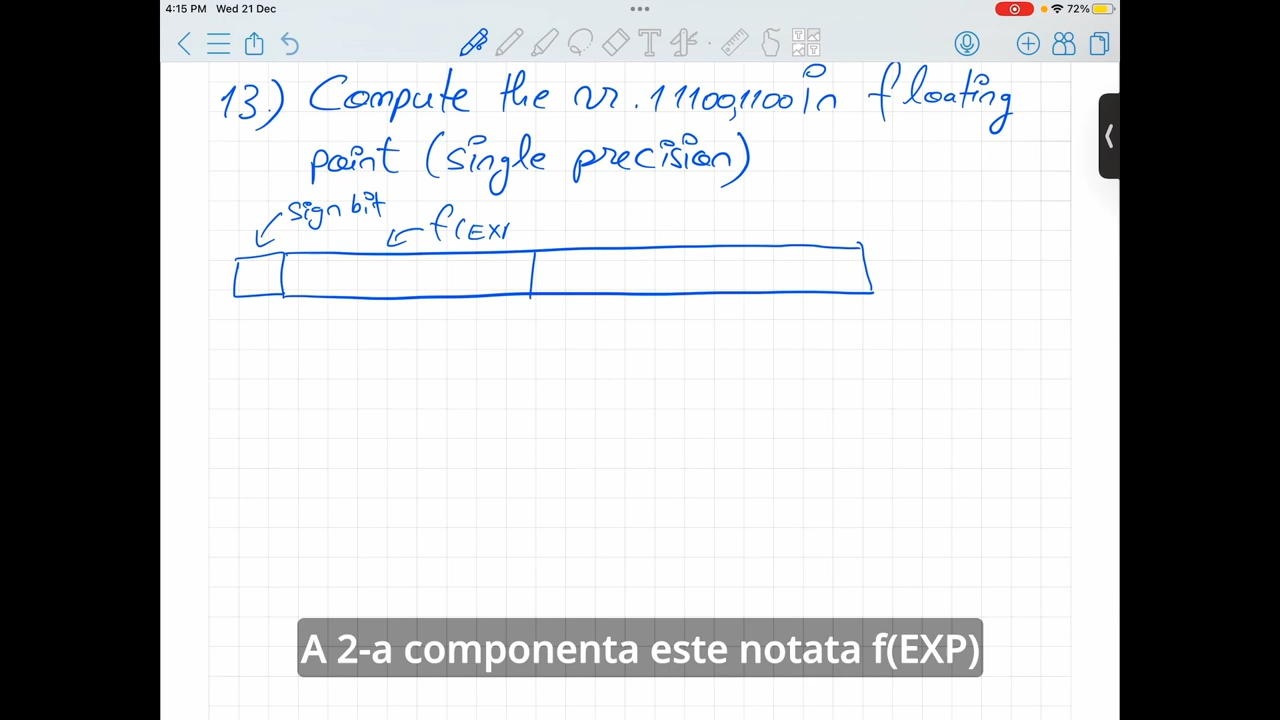 4:15 PM Wed 21 Dec
72%
13.) Compute the nr. 11100,1100 in floating
point (single precision)
sign bit
f(EXP
A 2-a componenta este notata f(EXP)